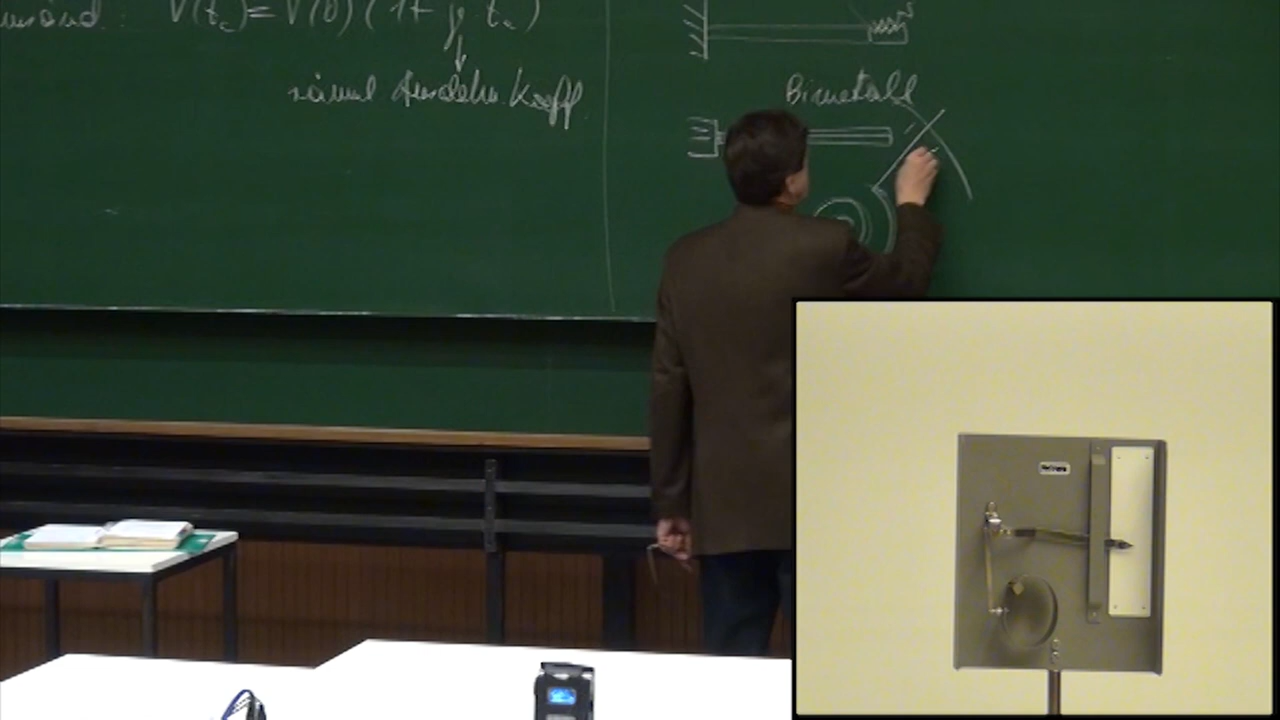 V(t_c) = V(0) (1 + γ t_c)
räuml Ausdehn. Koeff
Bimetall